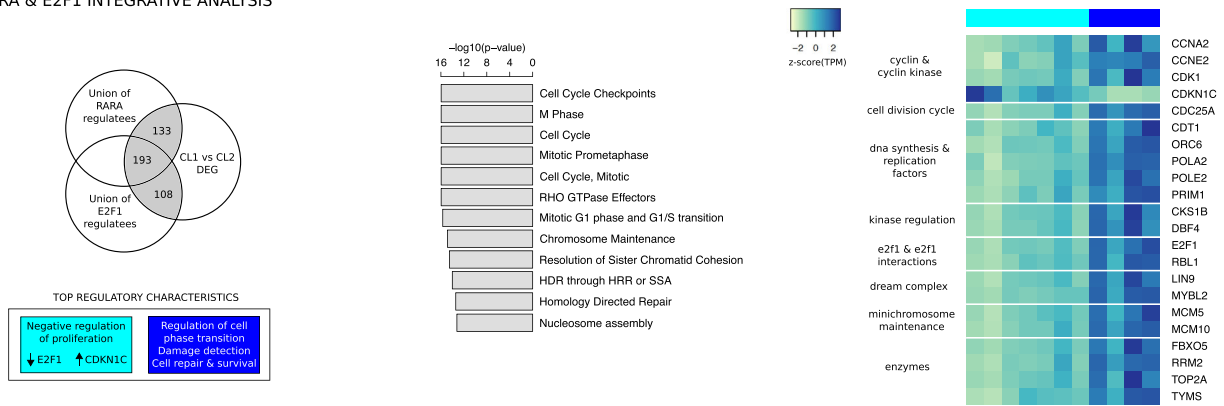 RA & E2F1 INTEGRATIVE ANALYSIS
Union of
RARA
regulatees
133
193
CL1 vs CL2
DEG
108
Union of
E2F1
regulatees
TOP REGULATORY CHARACTERISTICS
Negative regulation
of proliferation
E2F1 CDKN1C
Regulation of cell
phase transition
Damage detection
Cell repair & survival
−log10(p−value)
16 12 8 4 0
Cell Cycle Checkpoints
M Phase
Cell Cycle
Mitotic Prometaphase
Cell Cycle, Mitotic
RHO GTPase Effectors
Mitotic G1 phase and G1/S transition
Chromosome Maintenance
Resolution of Sister Chromatid Cohesion
HDR through HRR or SSA
Homology Directed Repair
Nucleosome assembly
−2 0 2
z-score(TPM)
cyclin &
cyclin kinase
cell division cycle
dna synthesis &
replication
factors
kinase regulation
e2f1 & e2f1
interactions
dream complex
minichromosome
maintenance
enzymes
CCNA2
CCNE2
CDK1
CDKN1C
CDC25A
CDT1
ORC6
POLA2
POLE2
PRIM1
CKS1B
DBF4
E2F1
RBL1
LIN9
MYBL2
MCM5
MCM10
FBXO5
RRM2
TOP2A
TYMS